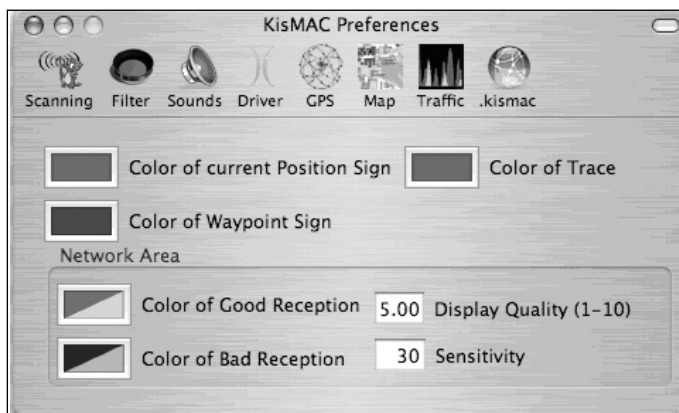 KisMAC Preferences
Scanning Filter Sounds Driver GPS Map Traffic .kismac
Color of current Position Sign Color of Trace
Color of Waypoint Sign
Network Area
Color of Good Reception 5.00 Display Quality (1-10)
Color of Bad Reception 30 Sensitivity